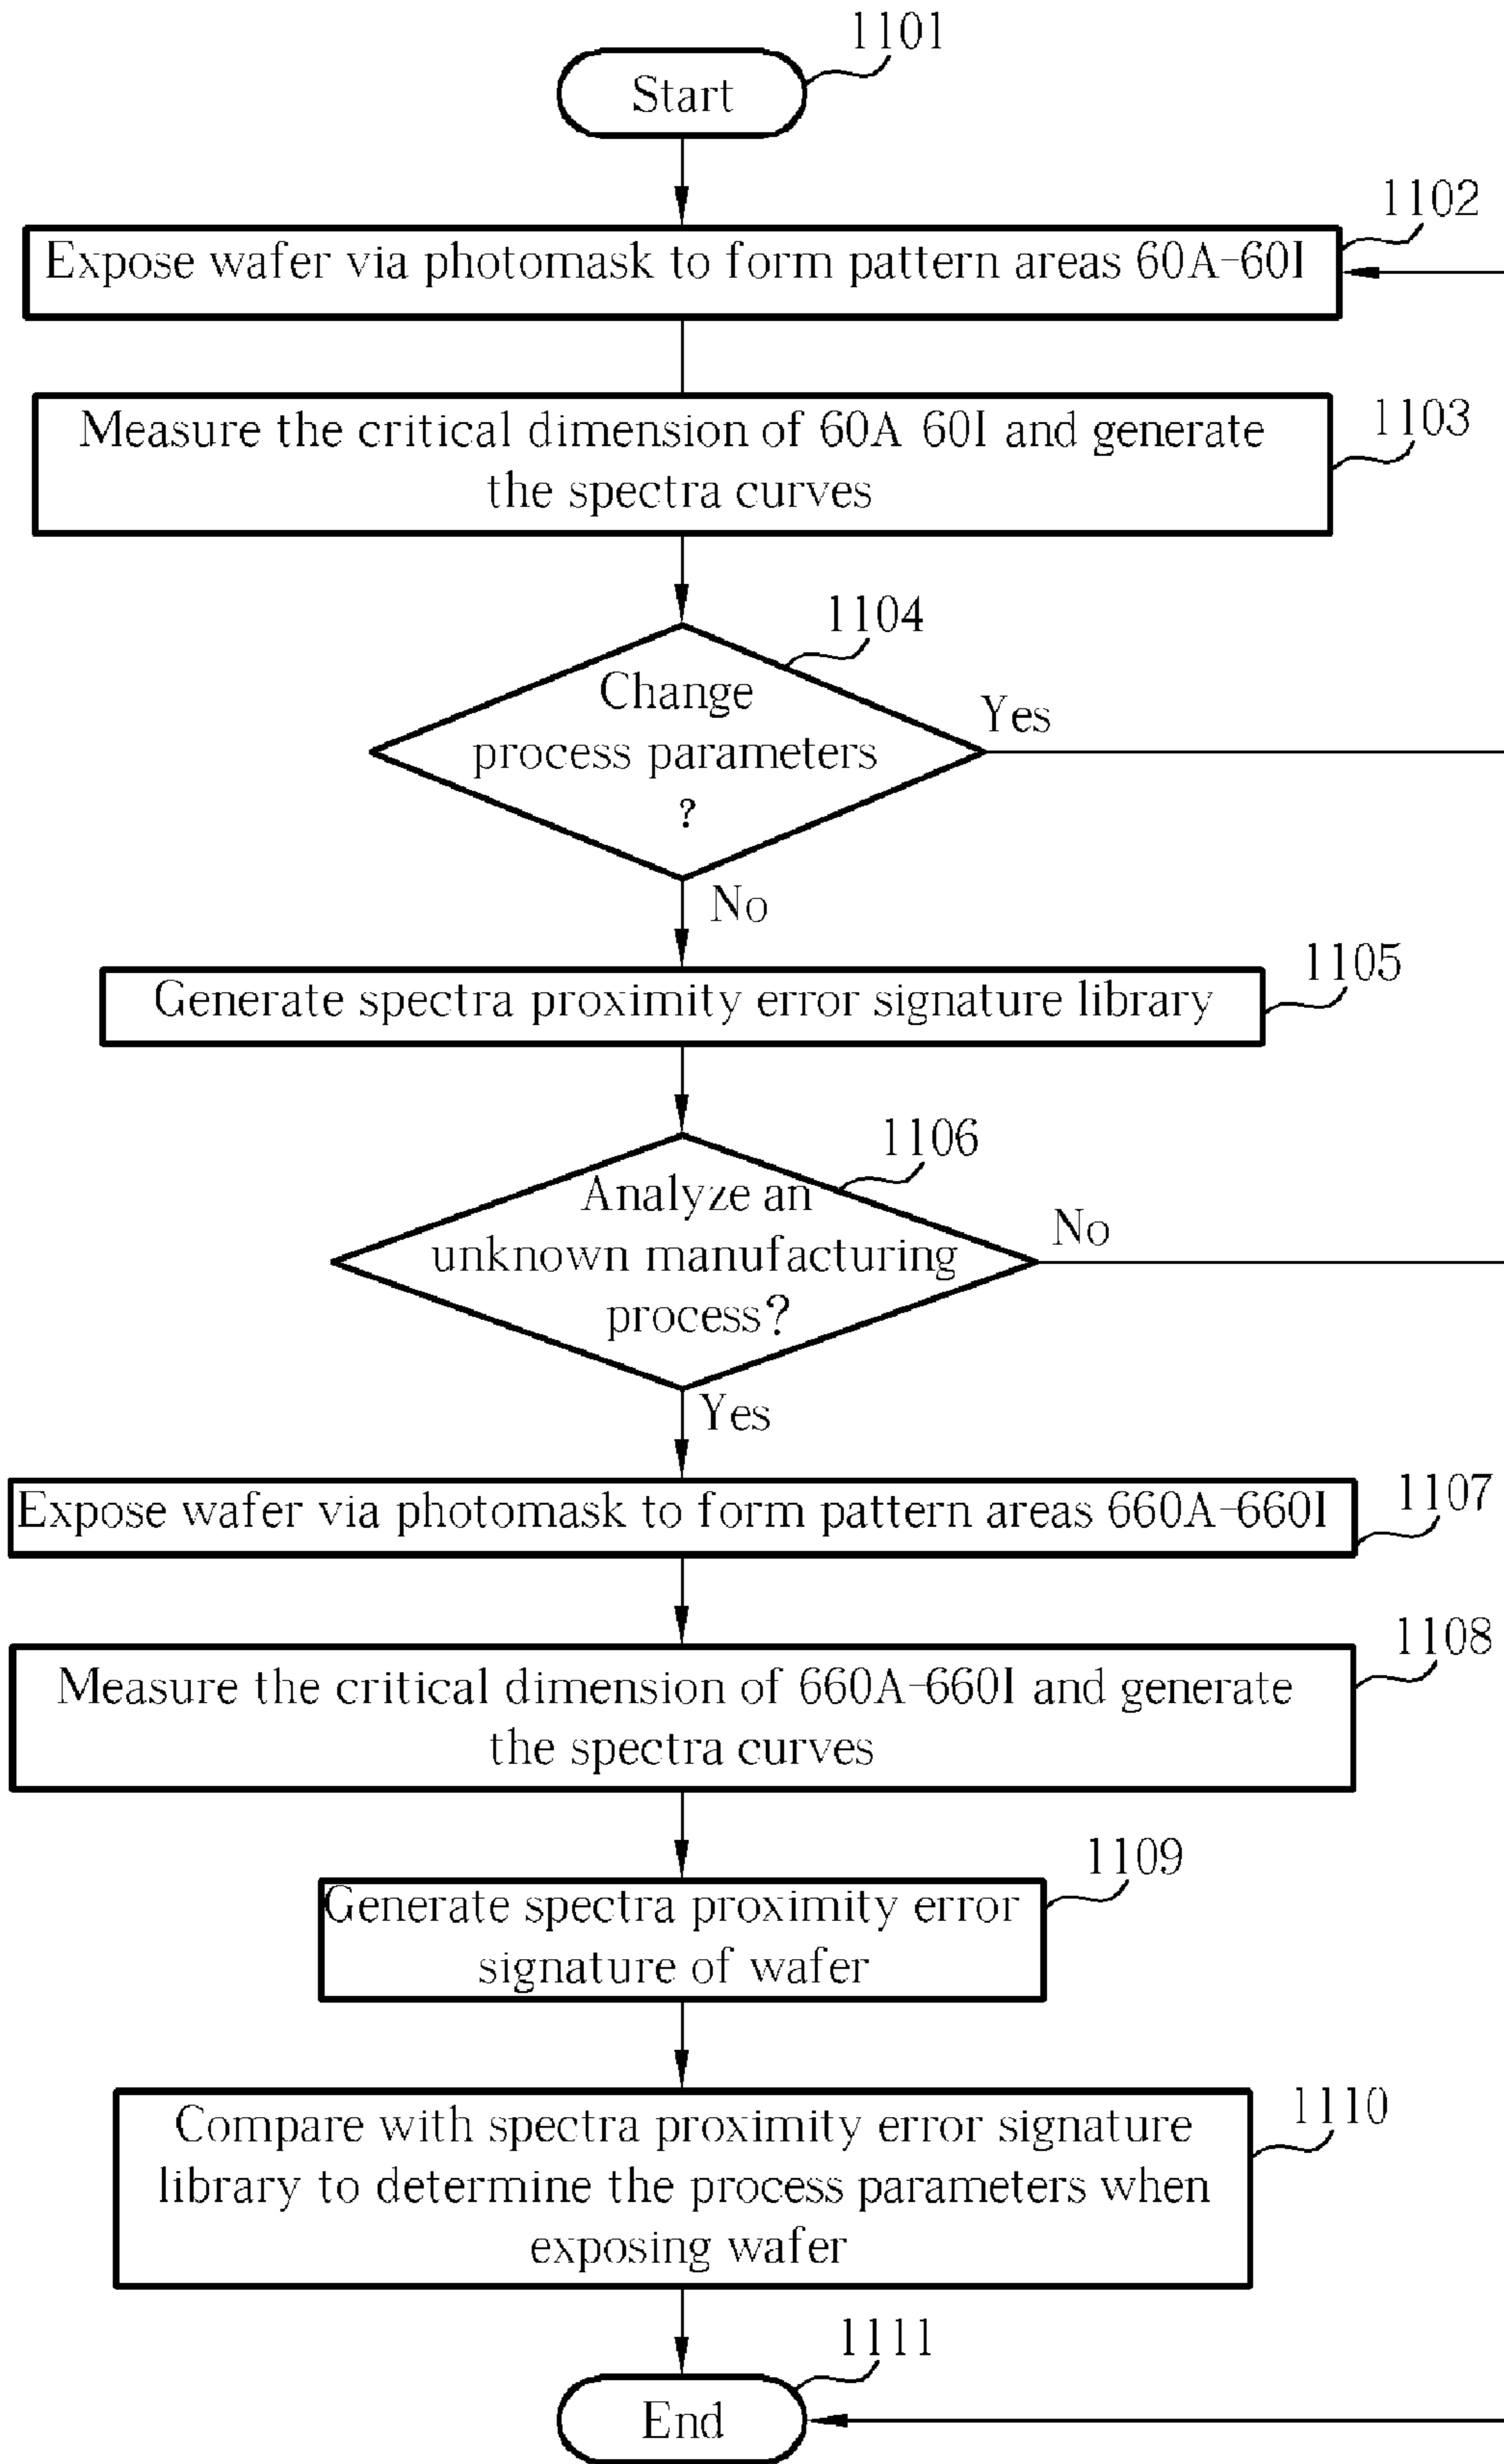 1101
Start
1102
Expose wafer via photomask to form pattern areas 60A-60I
1103
Measure the critical dimension of 60A 60I and generate
the spectra curves
1104
Change
process parameters
?
Yes
No
1105
Generate spectra proximity error signature library
1106
Analyze an
unknown manufacturing
process?
No
Yes
1107
Expose wafer via photomask to form pattern areas 660A-660I
1108
Measure the critical dimension of 660A-660I and generate
the spectra curves
1109
Generate spectra proximity error
signature of wafer
1110
Compare with spectra proximity error signature
library to determine the process parameters when
exposing wafer
1111
End